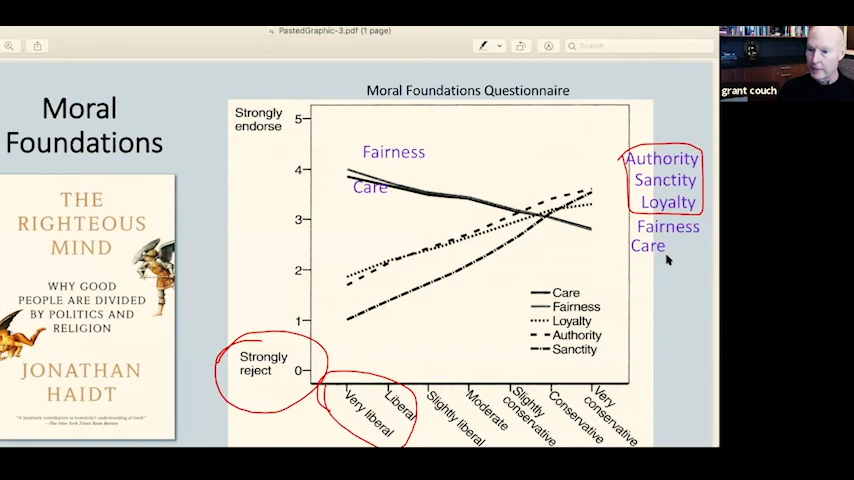 PastedGraphic-3.pdf (1 page)
Search
grant couch
Moral
Foundations
THE
RIGHTEOUS
MIND
WHY GOOD
PEOPLE ARE DIVIDED
BY POLITICS AND
RELIGION
JONATHAN
HAIDT
Moral Foundations Questionnaire
Strongly
endorse
5
4
3
2
1
0
Strongly
reject
Fairness
Care
Authority
Sanctity
Loyalty
Fairness
Care
Care
Fairness
Loyalty
Authority
Sanctity
Very liberal
Liberal
Slightly liberal
Moderate
Slightly
conservative
Conservative
Very
conservative